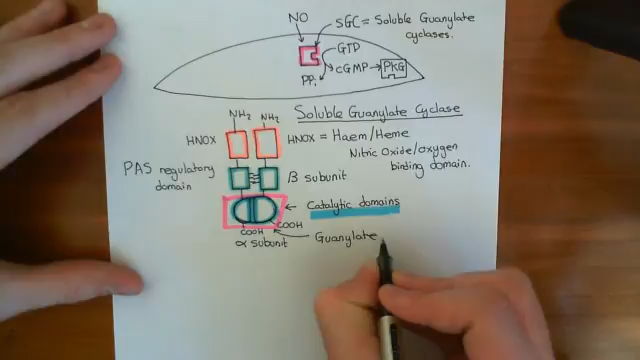 NO
sGC = Soluble Guanylate
cyclases.
GTP
cGMP → PKG
PPi
Soluble Guanylate Cyclase
NH₂ NH₂
HNOX HNOX = Haem/Heme
Nitric Oxide/oxygen
binding domain.
PAS regulatory
domain
β subunit
Catalytic domains
COOH
COOH
α subunit
Guanylate